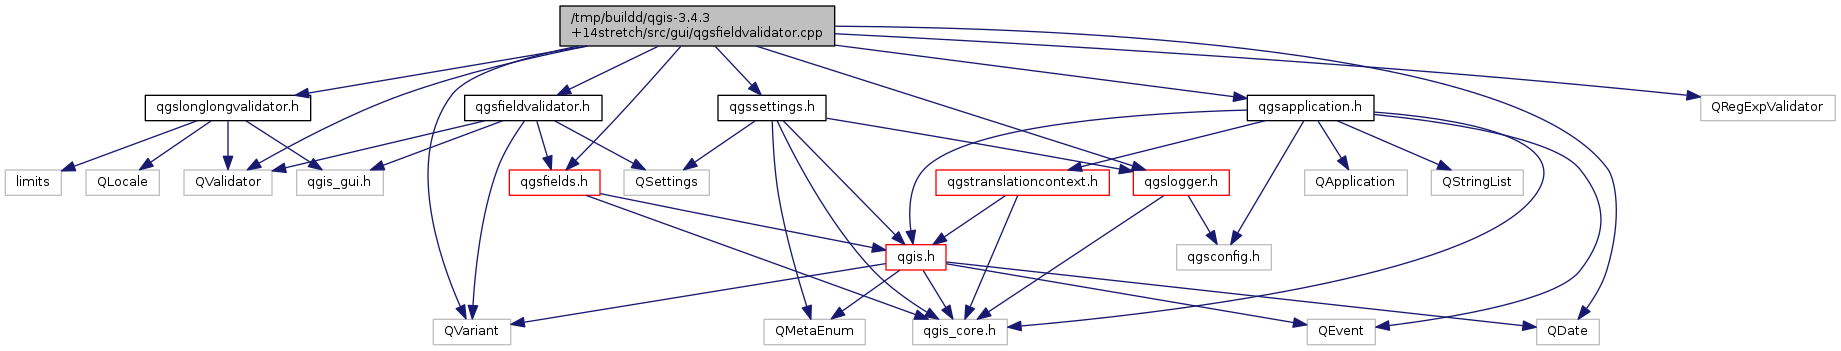 /tmp/buildd/qgis-3.4.3
+14stretch/src/gui/qgsfieldvalidator.cpp
qgslonglongvalidator.h
qgsfieldvalidator.h
qgssettings.h
qgsapplication.h
QRegExpValidator
limits
QLocale
QValidator
qgis_gui.h
qgsfields.h
QSettings
qgstranslationcontext.h
qgslogger.h
QApplication
QStringList
qgis.h
qgsconfig.h
QVariant
QMetaEnum
qgis_core.h
QEvent
QDate